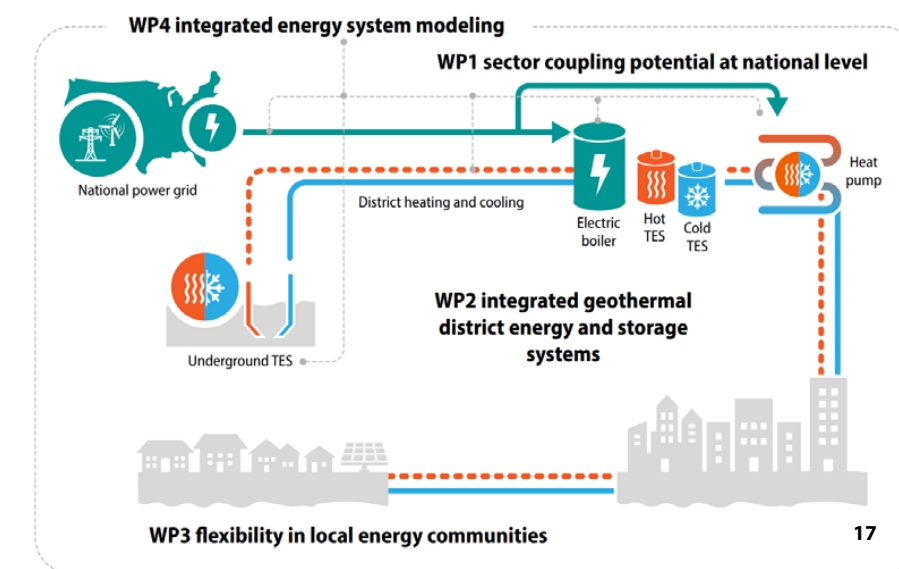 WP4 integrated energy system modeling
WP1 sector coupling potential at national level
National power grid
District heating and cooling
Electric
boiler
Hot
TES
Cold
TES
Heat
pump
WP2 integrated geothermal
district energy and storage
systems
Underground TES
WP3 flexibility in local energy communities
17